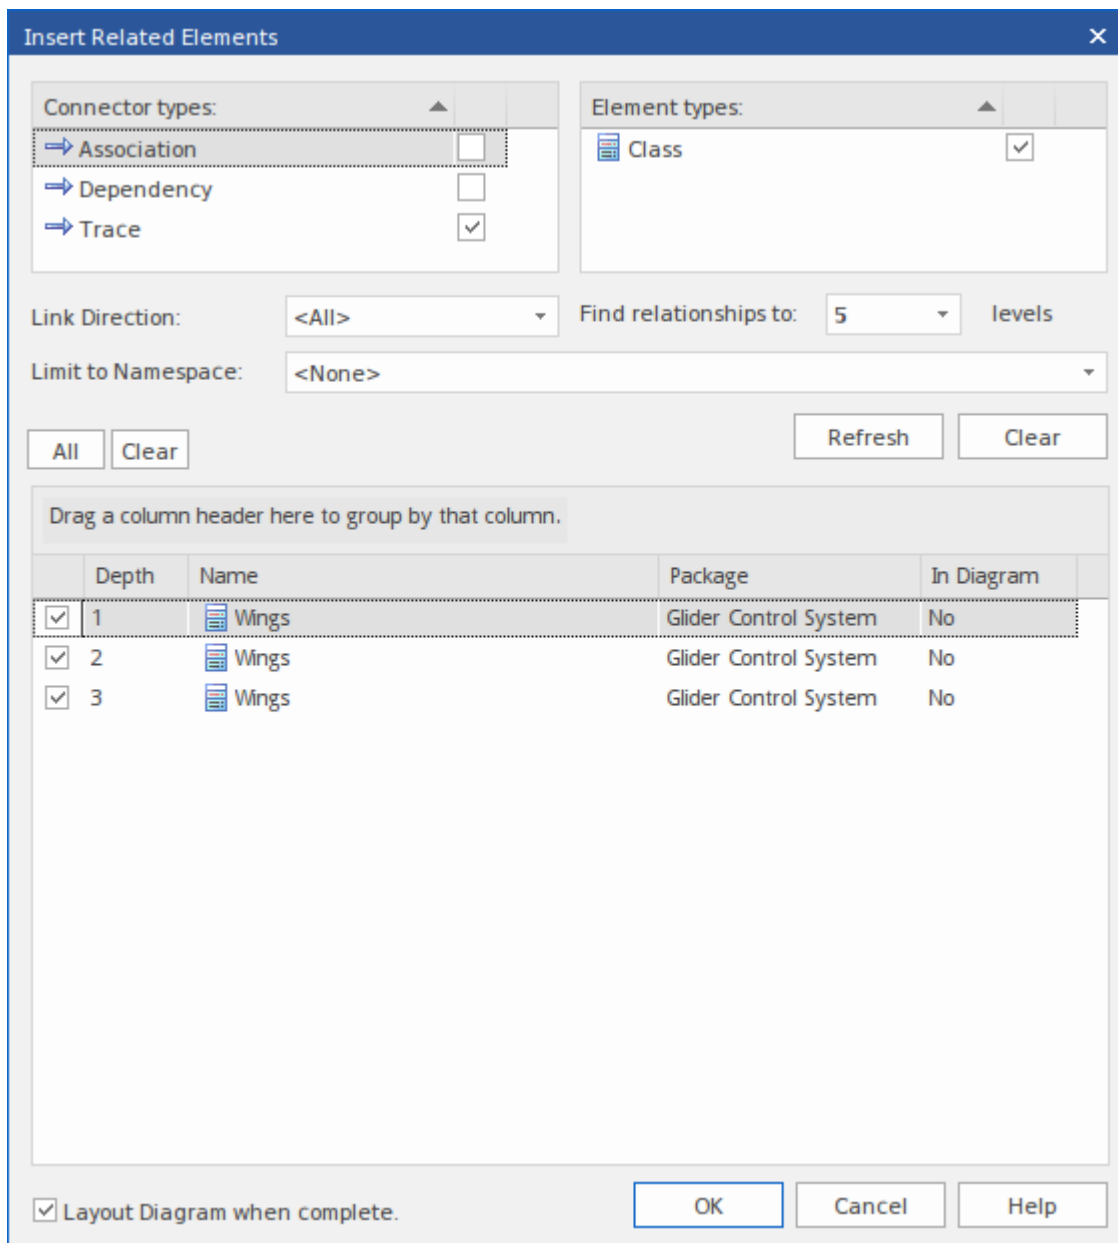 Insert Related Elements
Connector types:
Association
Dependency
Trace
Element types:
Class
Link Direction: <All> Find relationships to: 5 levels
Limit to Namespace: <None>
All Clear Refresh Clear
Drag a column header here to group by that column.
Depth Name Package In Diagram
1 Wings Glider Control System No
2 Wings Glider Control System No
3 Wings Glider Control System No
Layout Diagram when complete. OK Cancel Help